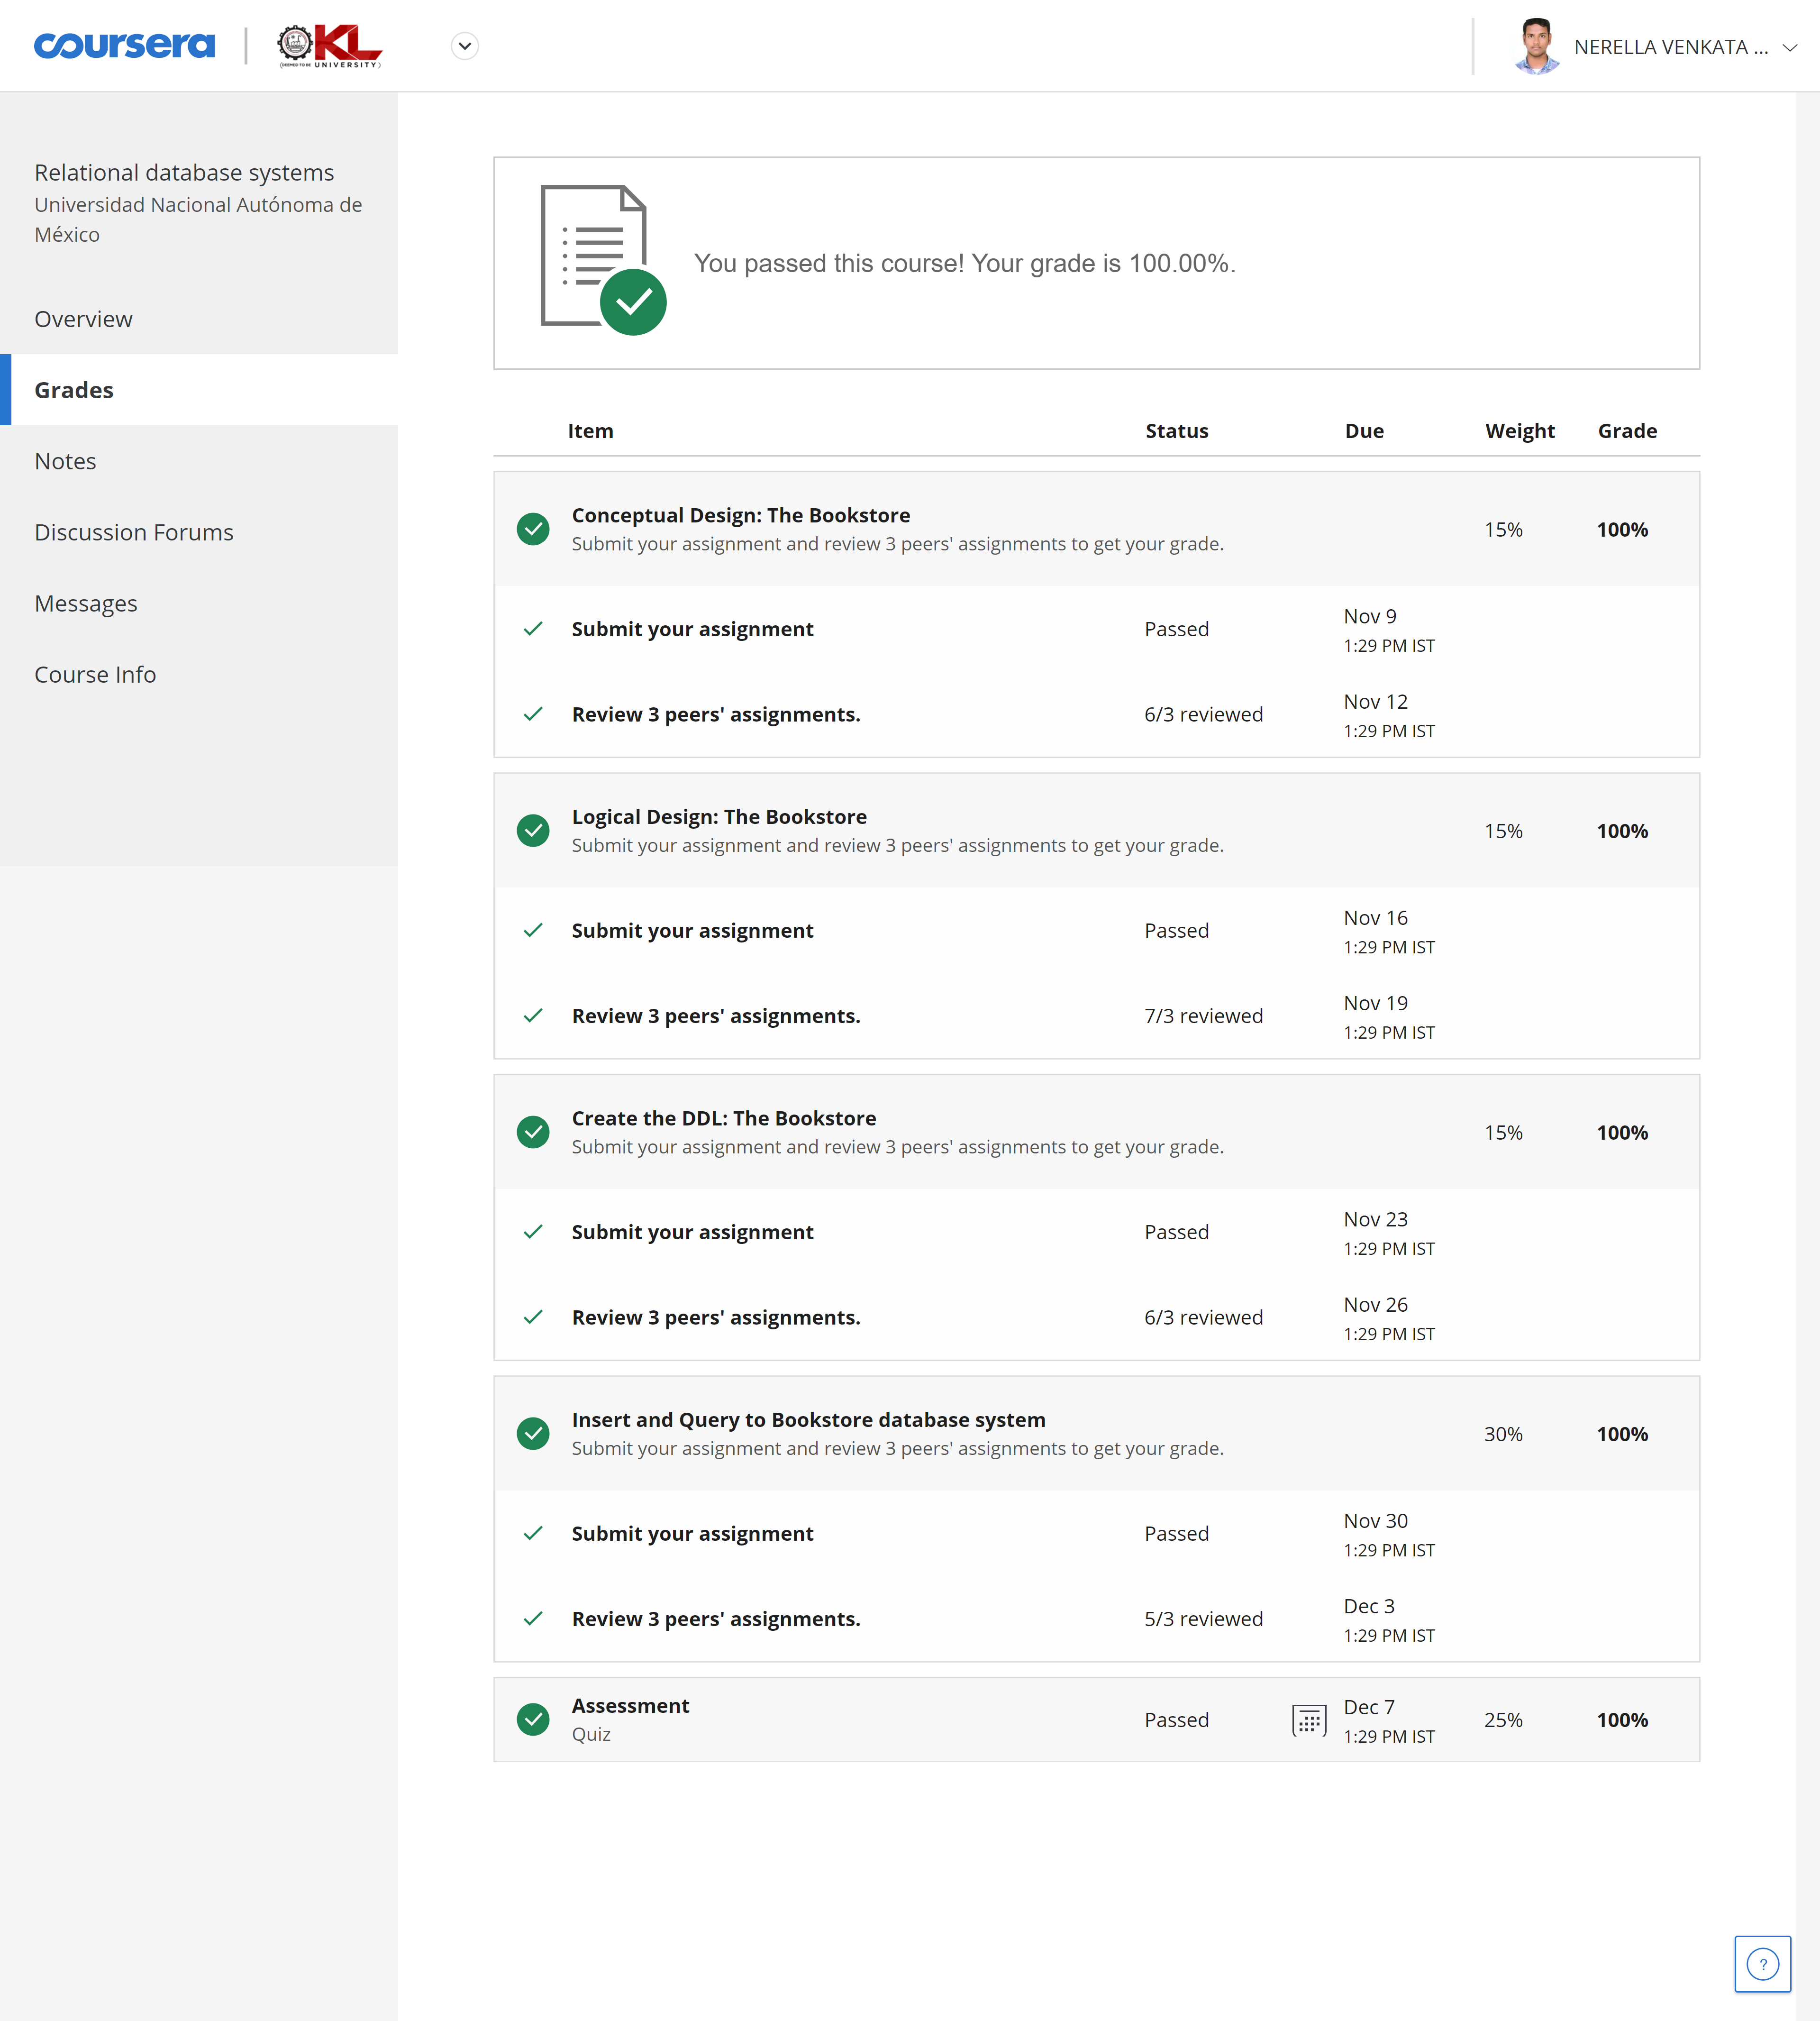 coursera
KL
(DEEMED TO BE UNIVERSITY)
NERELLA VENKATA ...
Relational database systems
Universidad Nacional Autónoma de
México
Overview
Grades
Notes
Discussion Forums
Messages
Course Info
You passed this course! Your grade is 100.00%.
Item Status Due Weight Grade
Conceptual Design: The Bookstore
Submit your assignment and review 3 peers' assignments to get your grade.
15% 100%
Submit your assignment Passed Nov 9
1:29 PM IST
Review 3 peers' assignments. 6/3 reviewed Nov 12
1:29 PM IST
Logical Design: The Bookstore
Submit your assignment and review 3 peers' assignments to get your grade.
15% 100%
Submit your assignment Passed Nov 16
1:29 PM IST
Review 3 peers' assignments. 7/3 reviewed Nov 19
1:29 PM IST
Create the DDL: The Bookstore
Submit your assignment and review 3 peers' assignments to get your grade.
15% 100%
Submit your assignment Passed Nov 23
1:29 PM IST
Review 3 peers' assignments. 6/3 reviewed Nov 26
1:29 PM IST
Insert and Query to Bookstore database system
Submit your assignment and review 3 peers' assignments to get your grade.
30% 100%
Submit your assignment Passed Nov 30
1:29 PM IST
Review 3 peers' assignments. 5/3 reviewed Dec 3
1:29 PM IST
Assessment
Quiz
Passed Dec 7
1:29 PM IST
25% 100%
?